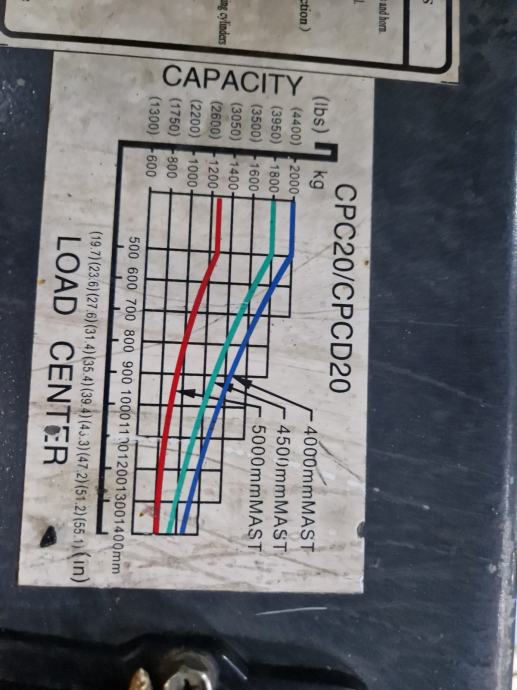 S
and horn.
ction)
ng cylinders
CPC20/CPCD20
CAPACITY
(lbs) kg
(4400) 2000
(3950) 1800
(3500) 1600
(3050) 1400
(2600) 1200
(2200) 1000
(1750) 800
(1300) 600
4000mmMAST
4500mmMAST
5000mmMAST
500 600 700 800 900 1000 1100 1200 1300 1400mm
(19.7)(23.6)(27.6)(31.4)(35.4)(39.4)(43.3)(47.2)(51.2)(55.1) (in)
LOAD CENTER